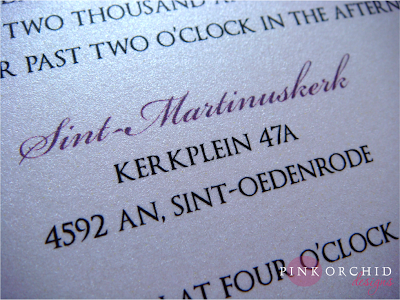 TWO THOUSAND
PAST TWO O'CLOCK IN THE
Sint-Martinuskerk
KERKPLEIN 47A
4592 AN, SINT-OEDENRODE
AT FOUR O'CLOCK
PINK ORCHID
designs